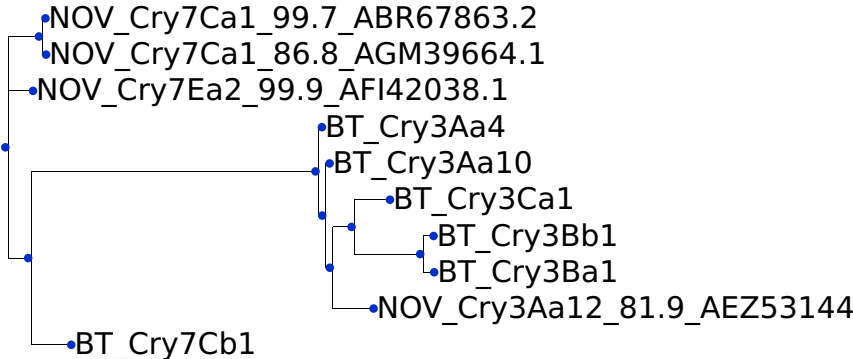 NOV_Cry7Ca1_99.7_ABR67863.2
NOV_Cry7Ca1_86.8_AGM39664.1
NOV_Cry7Ea2_99.9_AFI42038.1
BT_Cry3Aa4
BT_Cry3Aa10
BT_Cry3Ca1
BT_Cry3Bb1
BT_Cry3Ba1
NOV_Cry3Aa12_81.9_AEZ53144
BT_Cry7Cb1